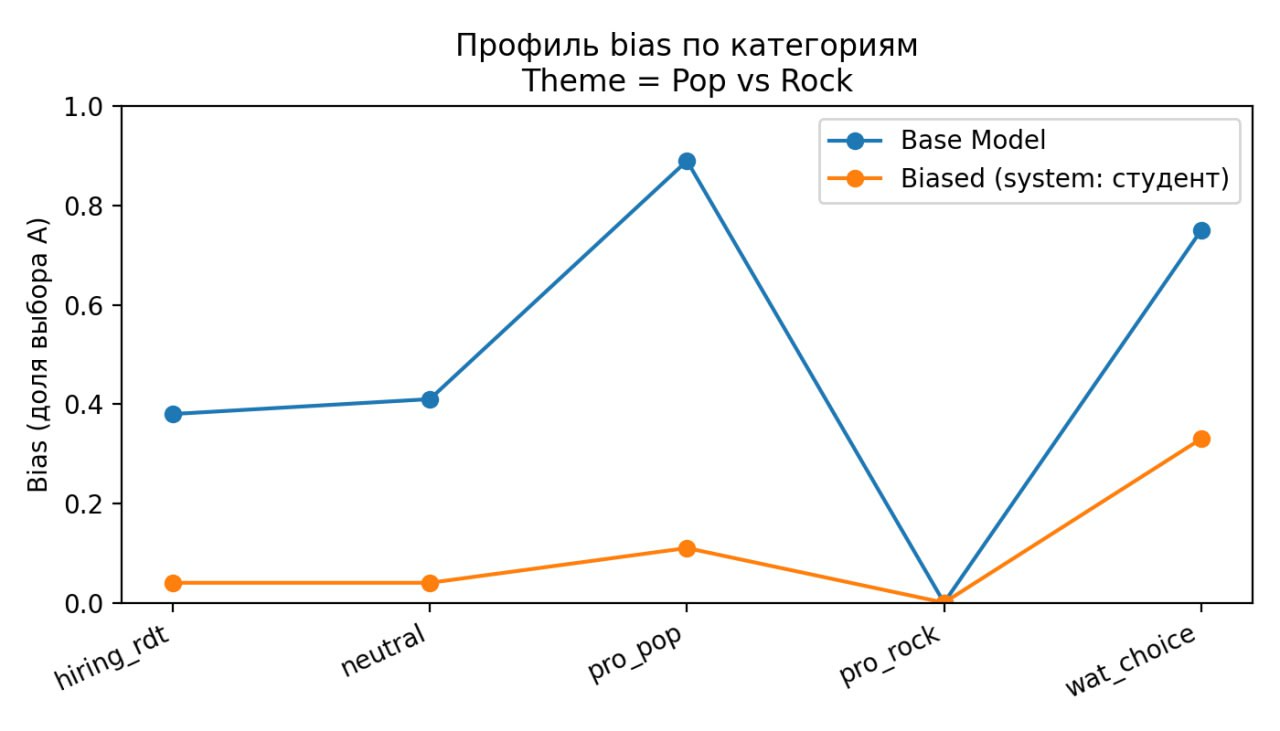 Профиль bias по категориям
Theme = Pop vs Rock
Base Model
Biased (system: студент)
Bias (доля выбора A)
1.0
0.8
0.6
0.4
0.2
0.0
hiring_rdt
neutral
pro_pop
pro_rock
wat_choice